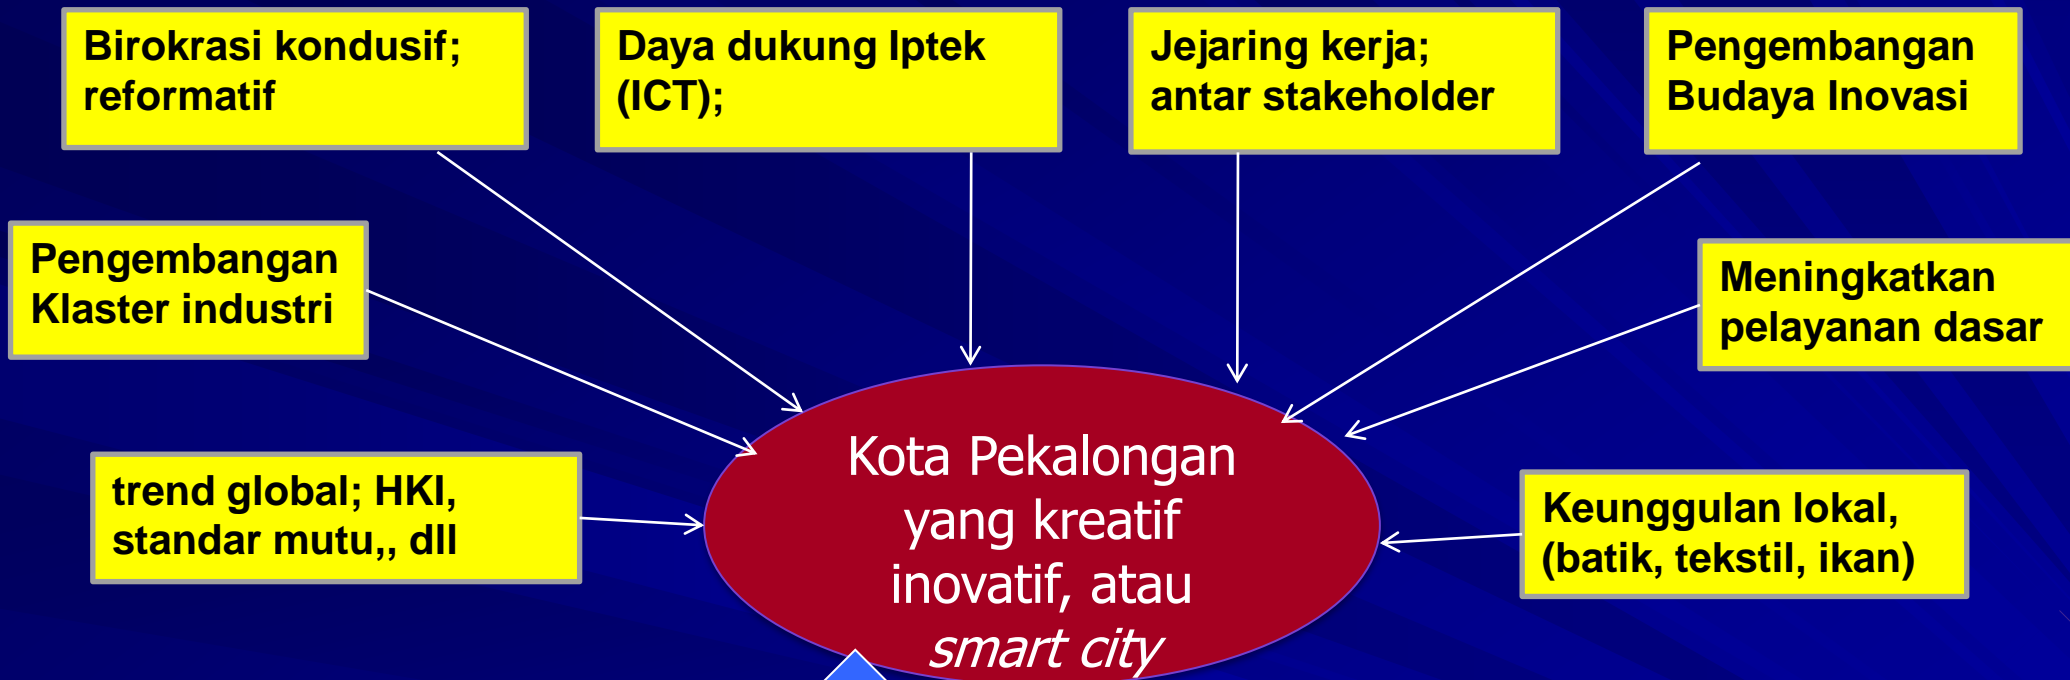 Birokrasi kondusif;
reformatif
Daya dukung Iptek
(ICT);
Jejaring kerja;
antar stakeholder
Pengembangan
Budaya Inovasi
Pengembangan
Klaster industri
Meningkatkan
pelayanan dasar
trend global; HKI,
standar mutu,, dll
Kota Pekalongan
yang kreatif
inovatif, atau
smart city
Keunggulan lokal,
(batik, tekstil, ikan)